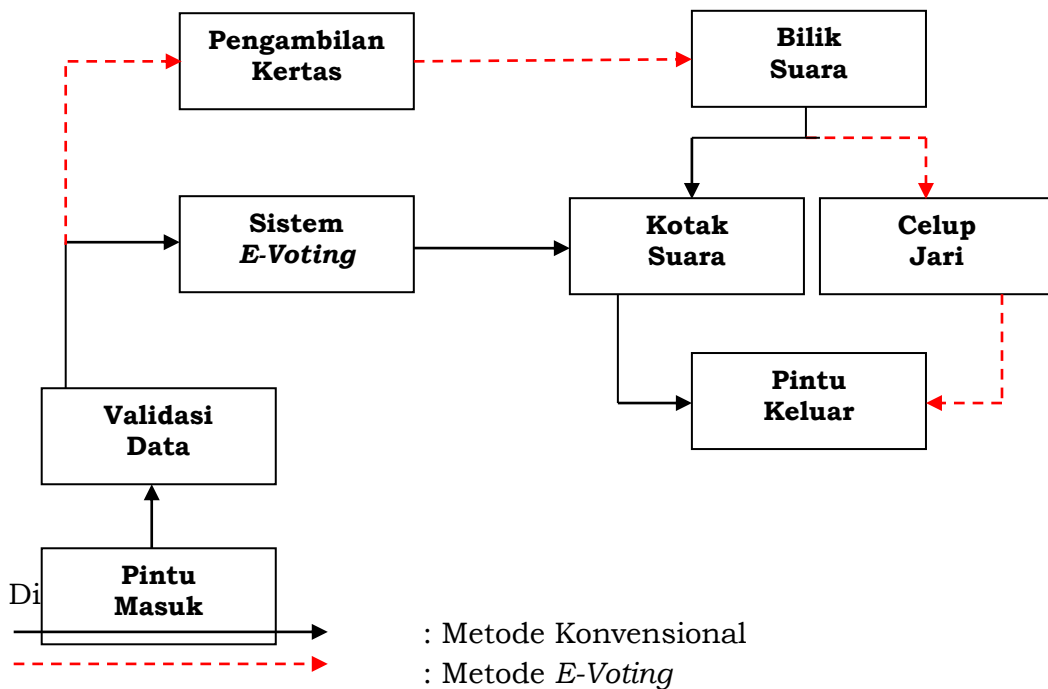 Pengambilan
Kertas
Bilik
Suara
Sistem
E-Voting
Kotak
Suara
Celup
Jari
Pintu
Keluar
Validasi
Data
Pintu
Masuk
Di
: Metode Konvensional
: Metode E-Voting